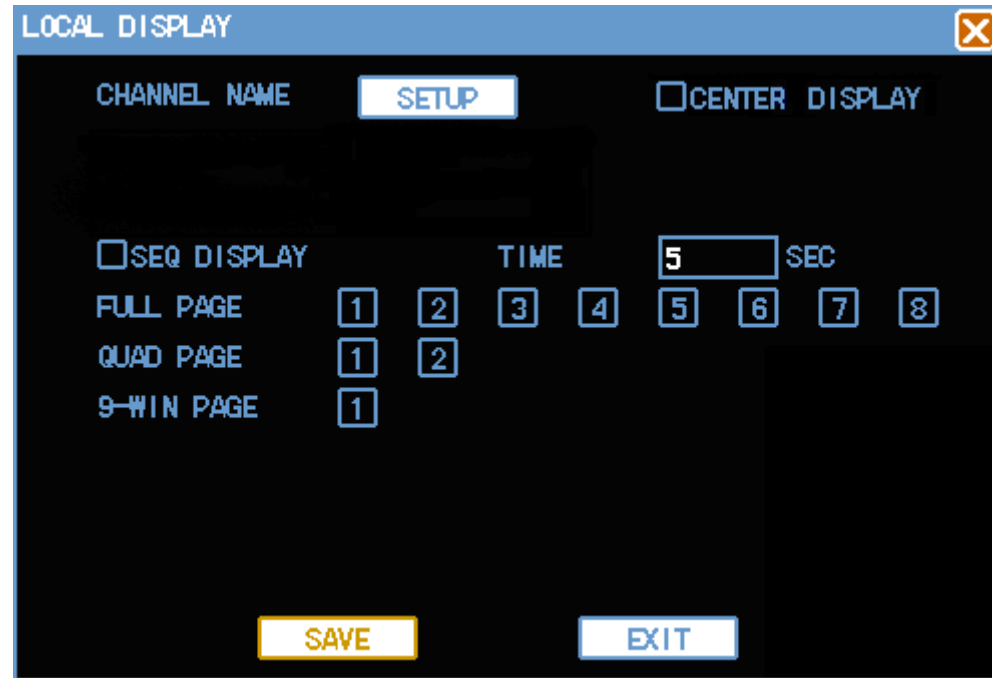 LOCAL DISPLAY
CHANNEL NAME SETUP CENTER DISPLAY
SEQ DISPLAY TIME 5 SEC
FULL PAGE 1 2 3 4 5 6 7 8
QUAD PAGE 1 2
9-WIN PAGE 1
SAVE EXIT